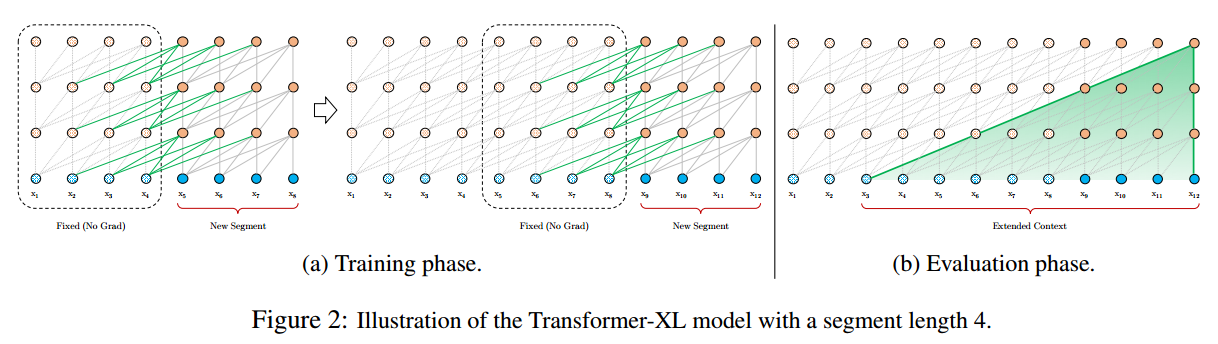 x₁ x₂ x₃ x₄ x₅ x₆ x₇ x₈
x₁ x₂ x₃ x₄ x₅ x₆ x₇ x₈ x₉ x₁₀ x₁₁ x₁₂
x₁ x₂ x₃ x₄ x₅ x₆ x₇ x₈ x₉ x₁₀ x₁₁ x₁₂
Fixed (No Grad)
New Segment
Fixed (No Grad)
New Segment
Extended Context
(a) Training phase.
(b) Evaluation phase.
Figure 2: Illustration of the Transformer-XL model with a segment length 4.